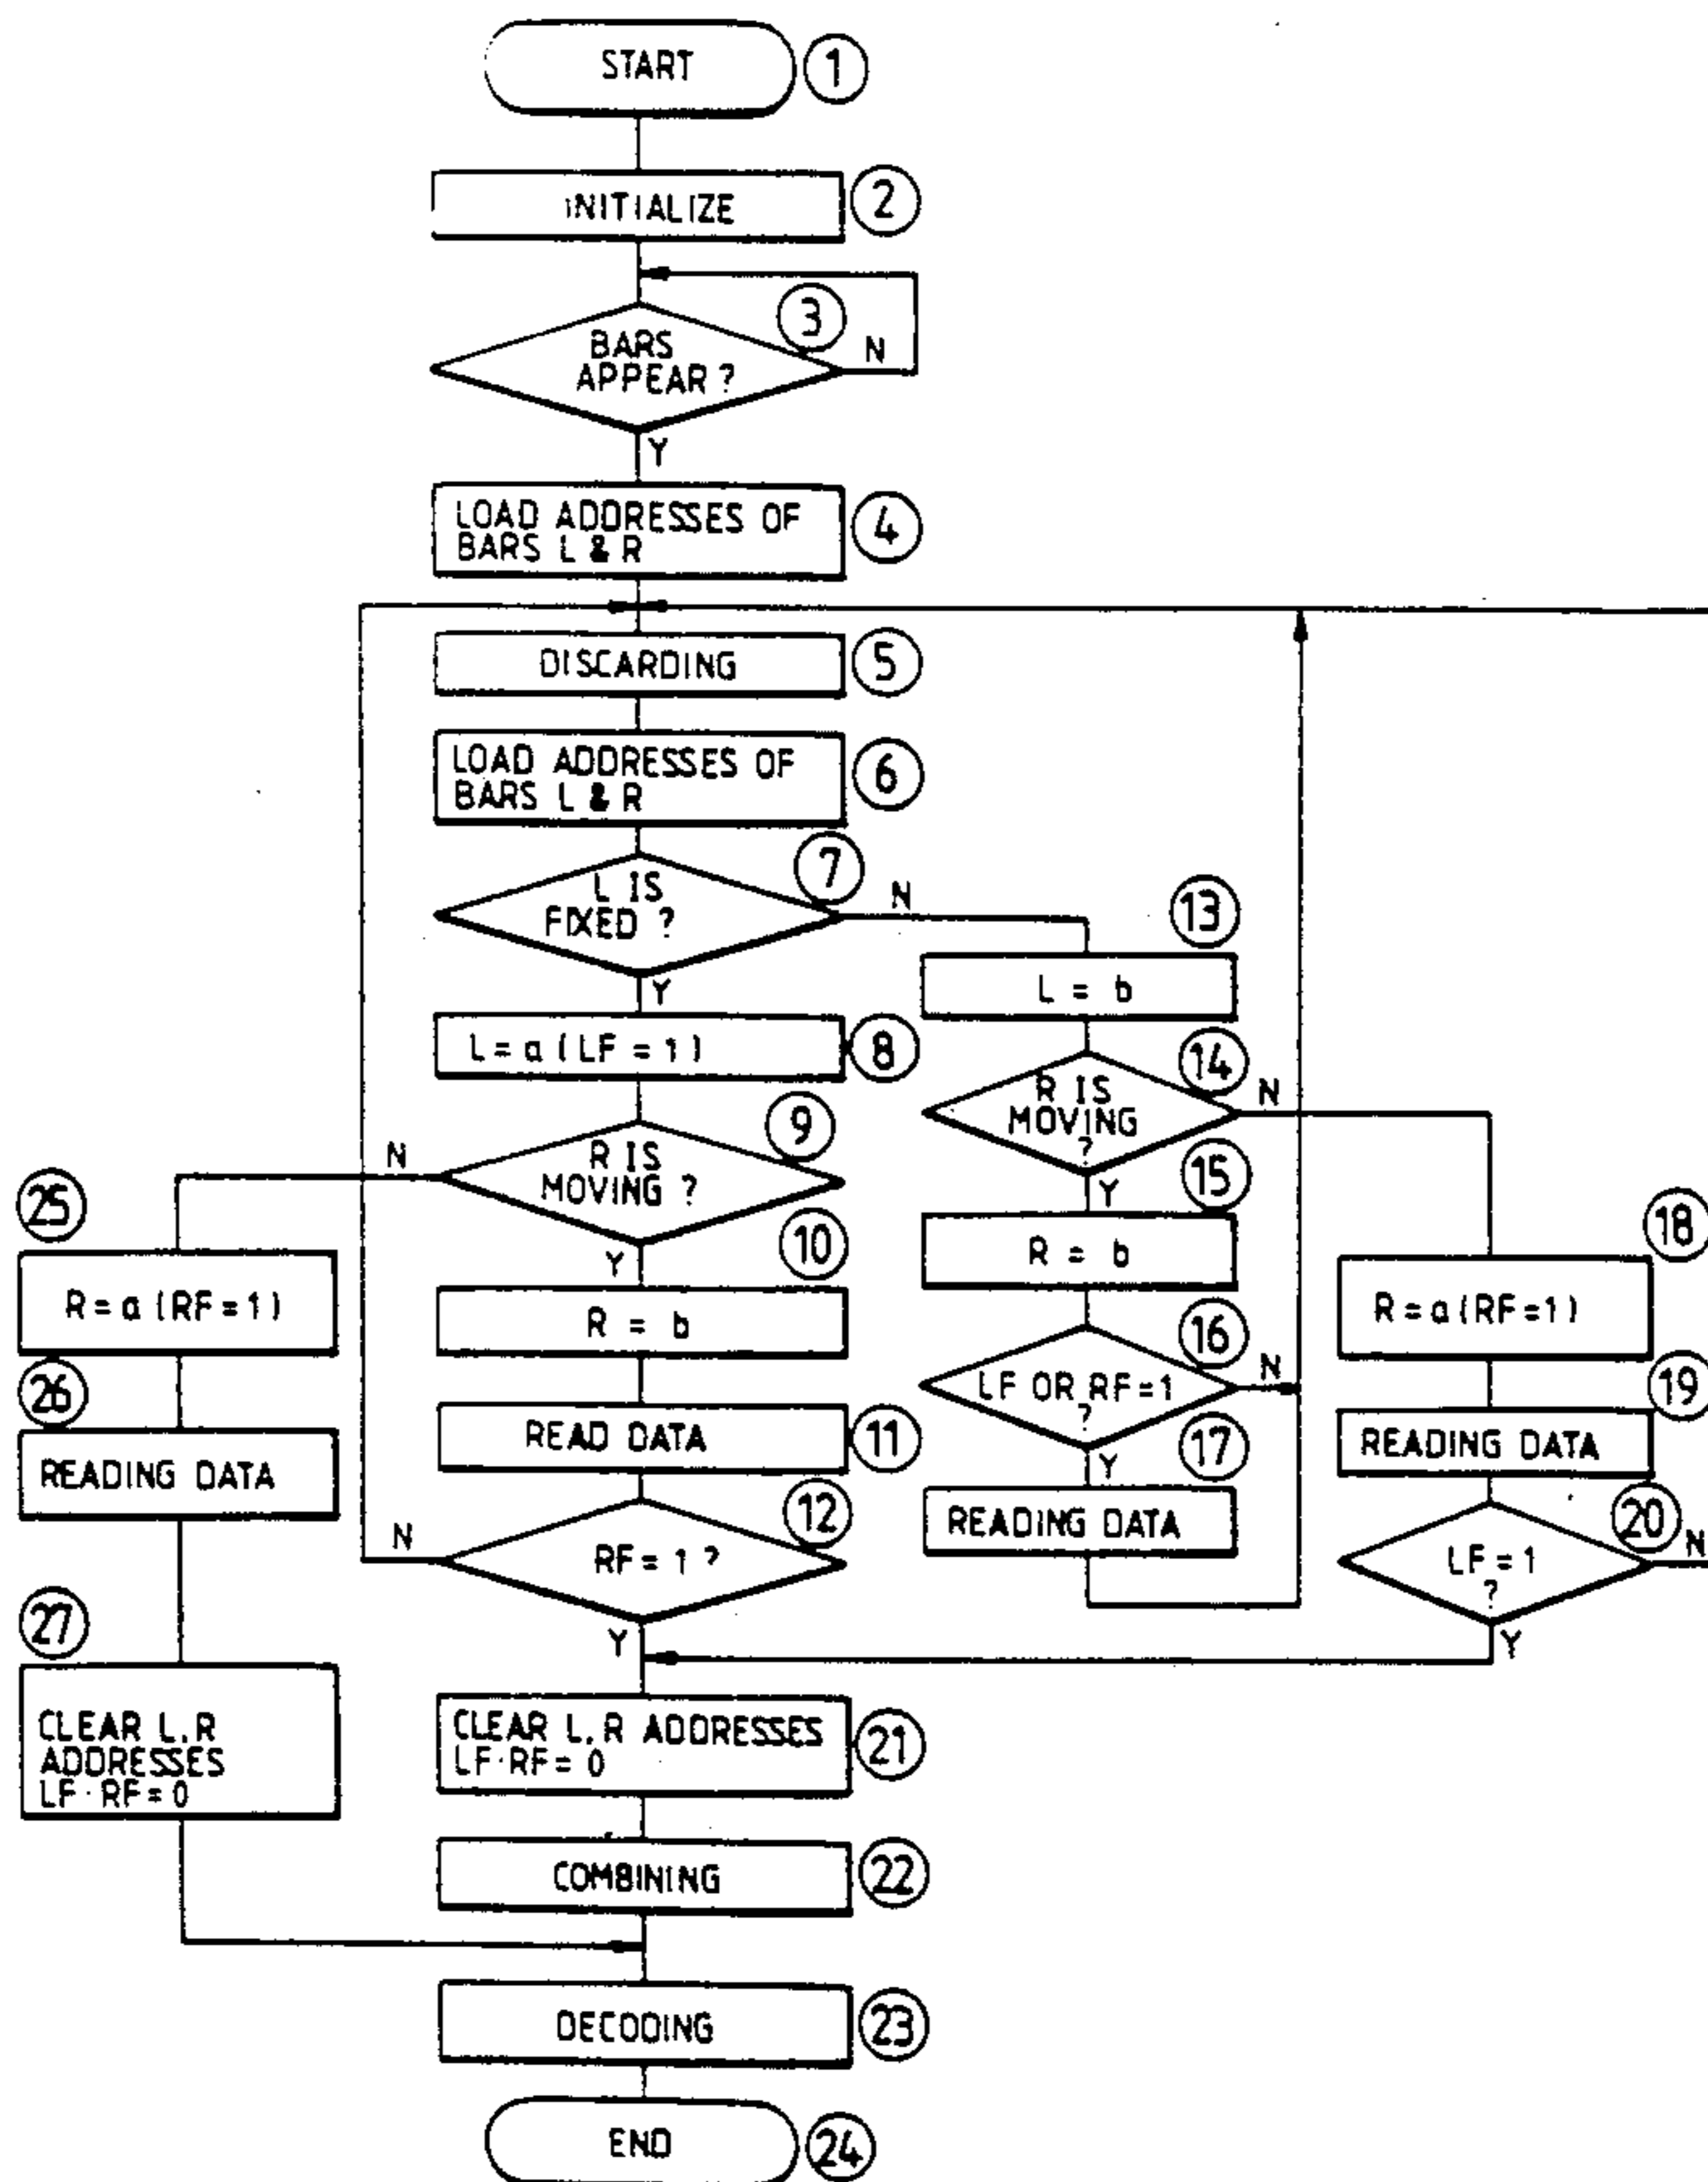 START
1
INITIALIZE
2
3
BARS
APPEAR ?
N
Y
LOAD ADDRESSES OF
BARS L & R
4
DISCARDING
5
LOAD ADDRESSES OF
BARS L & R
6
7
L IS
FIXED ?
N
Y
L = a ( LF = 1 )
8
9
R IS
MOVING ?
N
Y
10
R = b
READ DATA
11
12
RF = 1 ?
N
Y
13
L = b
14
R IS
MOVING
?
N
Y
15
R = b
16
LF OR RF = 1
?
N
Y
17
READING DATA
18
R = a ( RF = 1 )
19
READING DATA
20
LF = 1
?
N
Y
25
R = a ( RF = 1 )
26
READING DATA
27
CLEAR L, R
ADDRESSES
LF · RF = 0
CLEAR L, R ADDRESSES
LF · RF = 0
21
COMBINING
22
DECODING
23
END
24